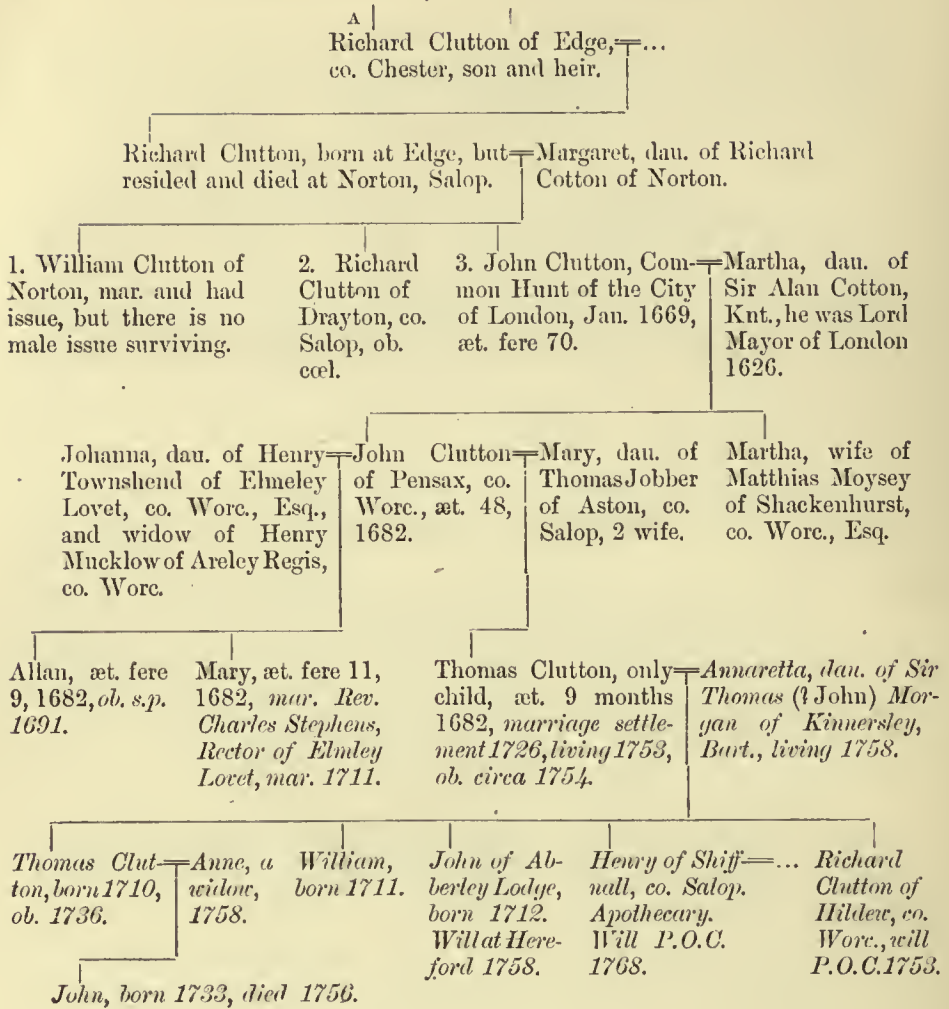 A
Richard Clutton of Edge,=...
co. Chester, son and heir.
Richard Clutton, born at Edge, but=Margaret, dau. of Richard
resided and died at Norton, Salop. Cotton of Norton.
1. William Clutton of
Norton, mar. and had
issue, but there is no
male issue surviving.
2. Richard
Clutton of
Drayton, co.
Salop, ob.
cœl.
3. John Clutton, Com-
mon Hunt of the City
of London, Jan. 1669,
æt. fere 70.
=Martha, dau. of
Sir Alan Cotton,
Knt., he was Lord
Mayor of London
1626.
Johanna, dau. of Henry
Townshend of Elmeley
Lovet, co. Worc., Esq.,
and widow of Henry
Mucklow of Areley Regis,
co. Worc.
=John Clutton
of Pensax, co.
Worc., æt. 48,
1682.
=Mary, dau. of
Thomas Jobber
of Aston, co.
Salop, 2 wife.
Martha, wife of
Matthias Moysey
of Shackenhurst,
co. Worc., Esq.
Allan, æt. fere
9, 1682, ob. s.p.
1691.
Mary, æt. fere 11,
1682, mar. Rev.
Charles Stephens,
Rector of Elmley
Lovet, mar. 1711.
Thomas Clutton, only
child, æt. 9 months
1682, marriage settle-
ment 1726, living 1753,
ob. circa 1754.
=Annaretta, dau. of Sir
Thomas (? John) Mor-
gan of Kinnersley,
Bart., living 1758.
Thomas Clut-
ton, born 1710,
ob. 1736.
=Anne, a
widow,
1758.
William,
born 1711.
John of Ab-
berley Lodge,
born 1712.
Will at Here-
ford 1758.
Henry of Shiff-=...
nall, co. Salop.
Apothecary.
Will P.O.C.
1768.
Richard
Clutton of
Hilden, co.
Worc., will
P.O.C. 1753.
John, born 1733, died 1756.